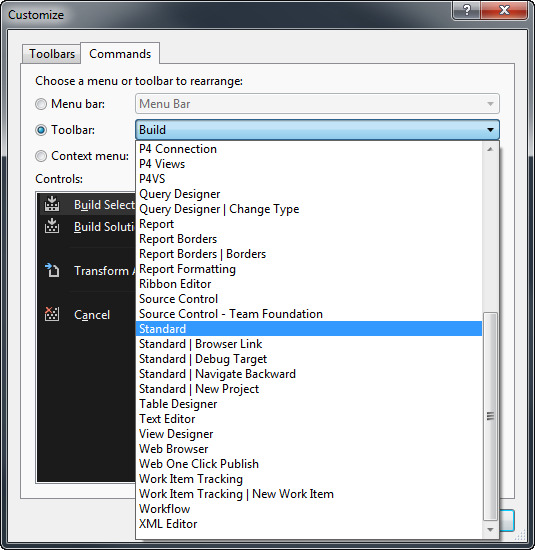 Customize
Toolbars
Commands
Choose a menu or toolbar to rearrange:
Menu bar:
Menu Bar
Toolbar:
Build
Context menu:
Controls:
P4 Connection
P4 Views
P4VS
Query Designer
Query Designer | Change Type
Report
Report Borders
Report Borders | Borders
Report Formatting
Ribbon Editor
Source Control
Source Control - Team Foundation
Standard
Standard | Browser Link
Standard | Debug Target
Standard | Navigate Backward
Standard | New Project
Table Designer
Text Editor
View Designer
Web Browser
Web One Click Publish
Work Item Tracking
Work Item Tracking | New Work Item
Workflow
XML Editor
Build Select
Build Soluti
Transform A
Cancel